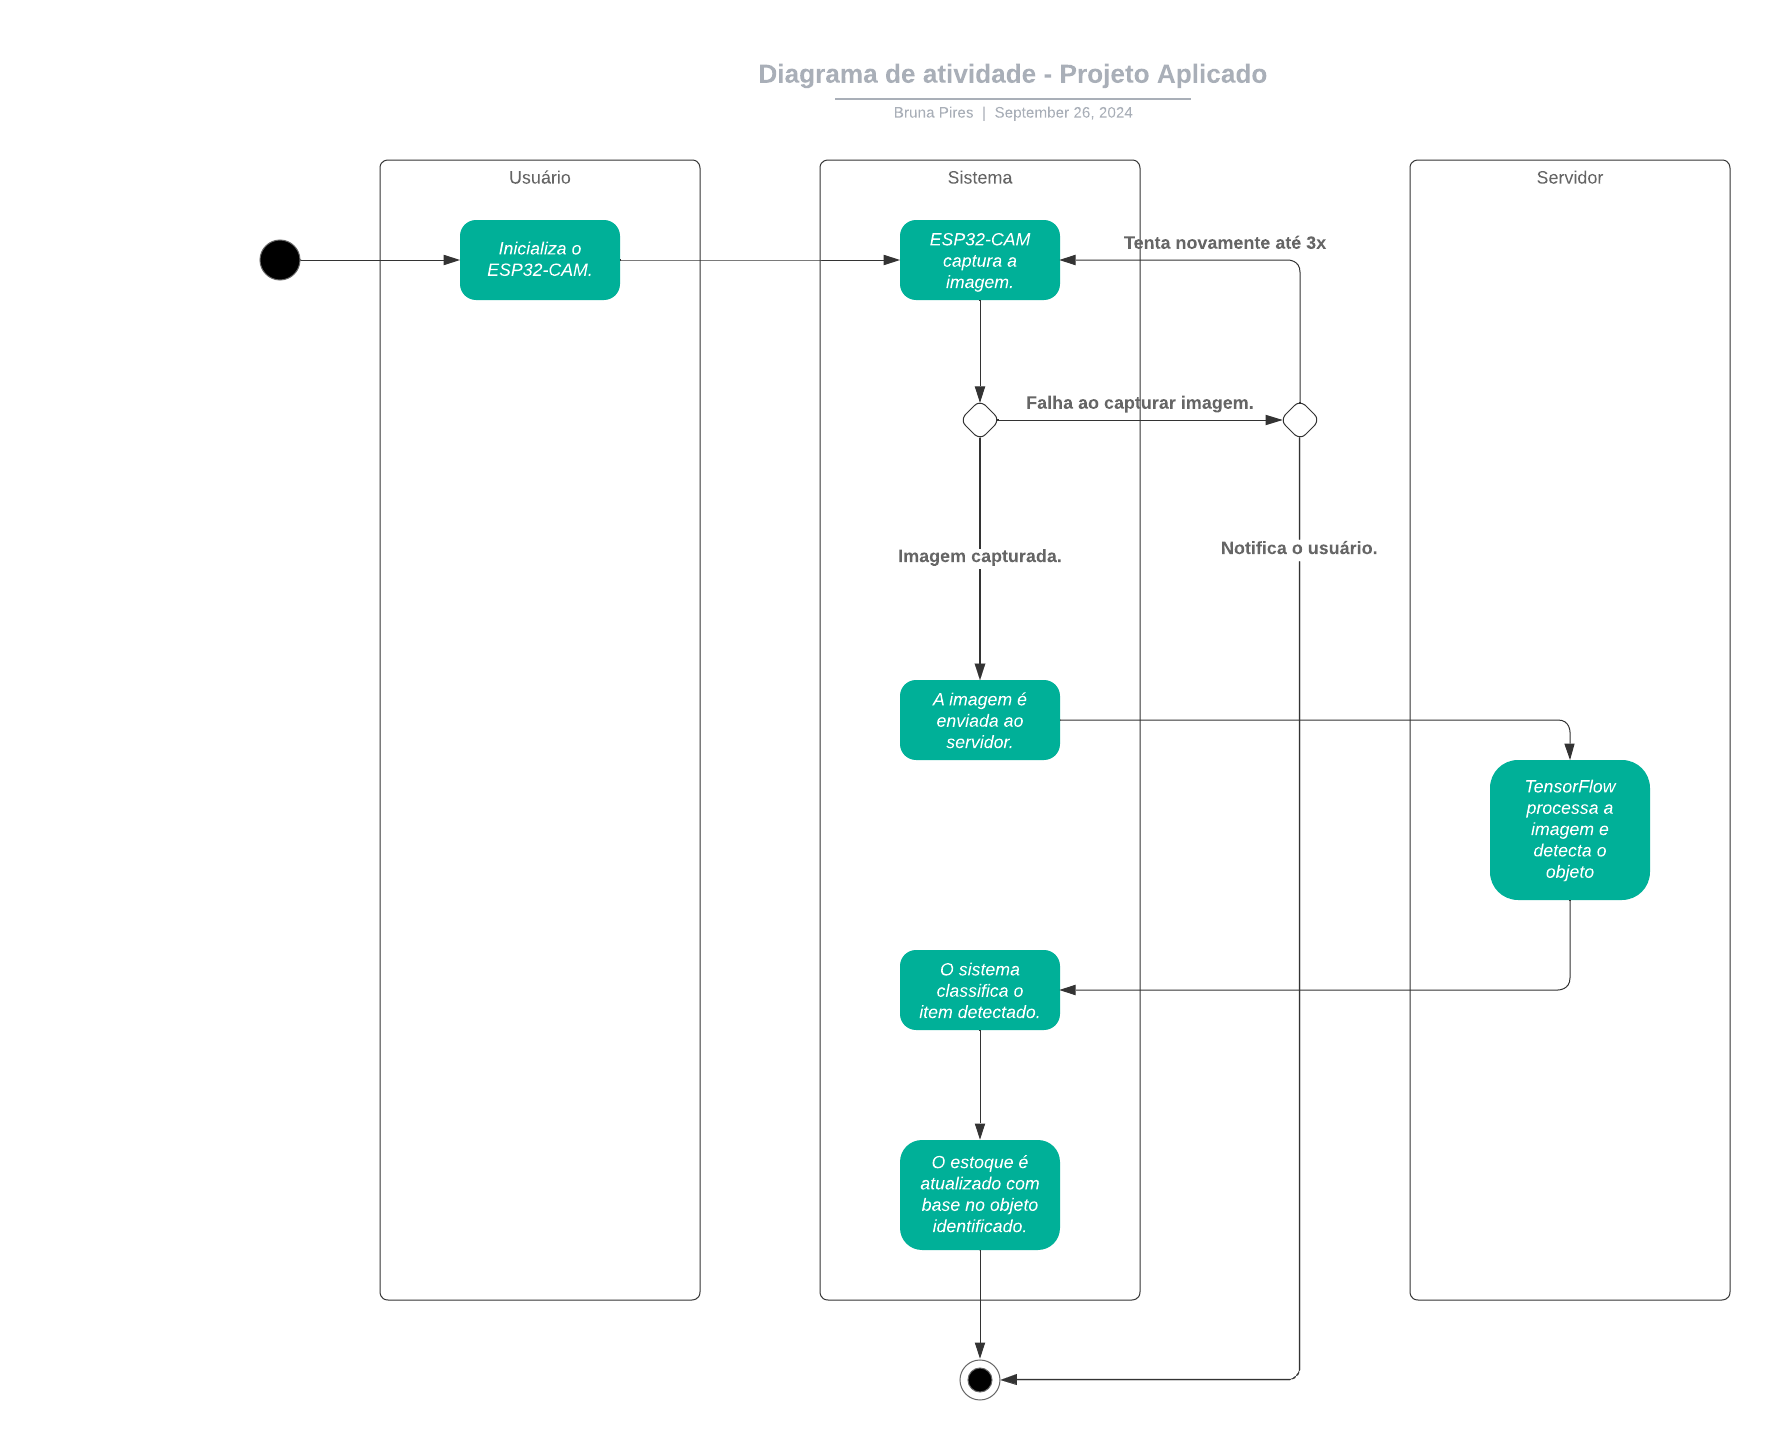 Diagrama de atividade - Projeto Aplicado
Bruna Pires | September 26, 2024
Usuário
Sistema
Servidor
Inicializa o
ESP32-CAM.
ESP32-CAM
captura a
imagem.
Tenta novamente até 3x
Falha ao capturar imagem.
Imagem capturada.
Notifica o usuário.
A imagem é
enviada ao
servidor.
TensorFlow
processa a
imagem e
detecta o
objeto
O sistema
classifica o
item detectado.
O estoque é
atualizado com
base no objeto
identificado.